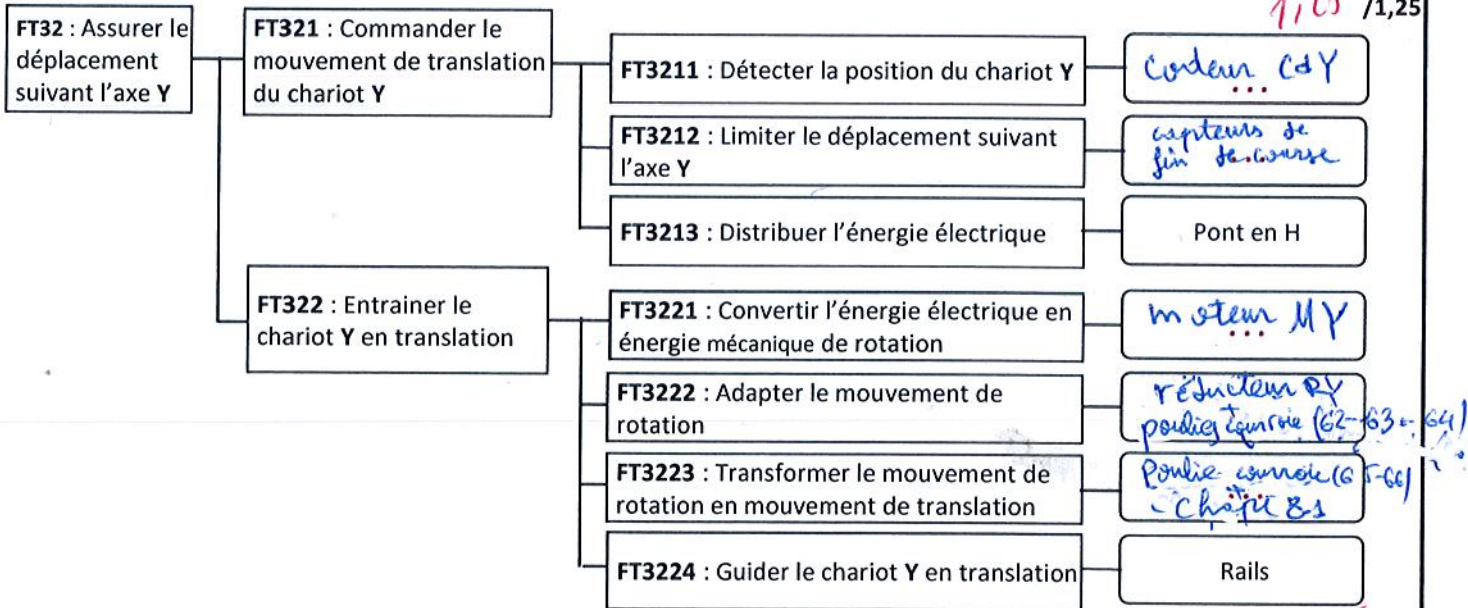 1,25 /1,25
FT32 : Assurer le
déplacement
suivant l'axe Y
FT321 : Commander le
mouvement de translation
du chariot Y
FT3211 : Détecter la position du chariot Y
Codeur CdY
...
FT3212 : Limiter le déplacement suivant
l'axe Y
capteurs de
fin de course
FT3213 : Distribuer l'énergie électrique
Pont en H
FT322 : Entrainer le
chariot Y en translation
FT3221 : Convertir l'énergie électrique en
énergie mécanique de rotation
moteur MY
...
FT3222 : Adapter le mouvement de
rotation
réducteur RY
poulies courroie (62-63-64)
FT3223 : Transformer le mouvement de
rotation en mouvement de translation
Poulie courroie (65-66)
FT3224 : Guider le chariot Y en translation
Rails